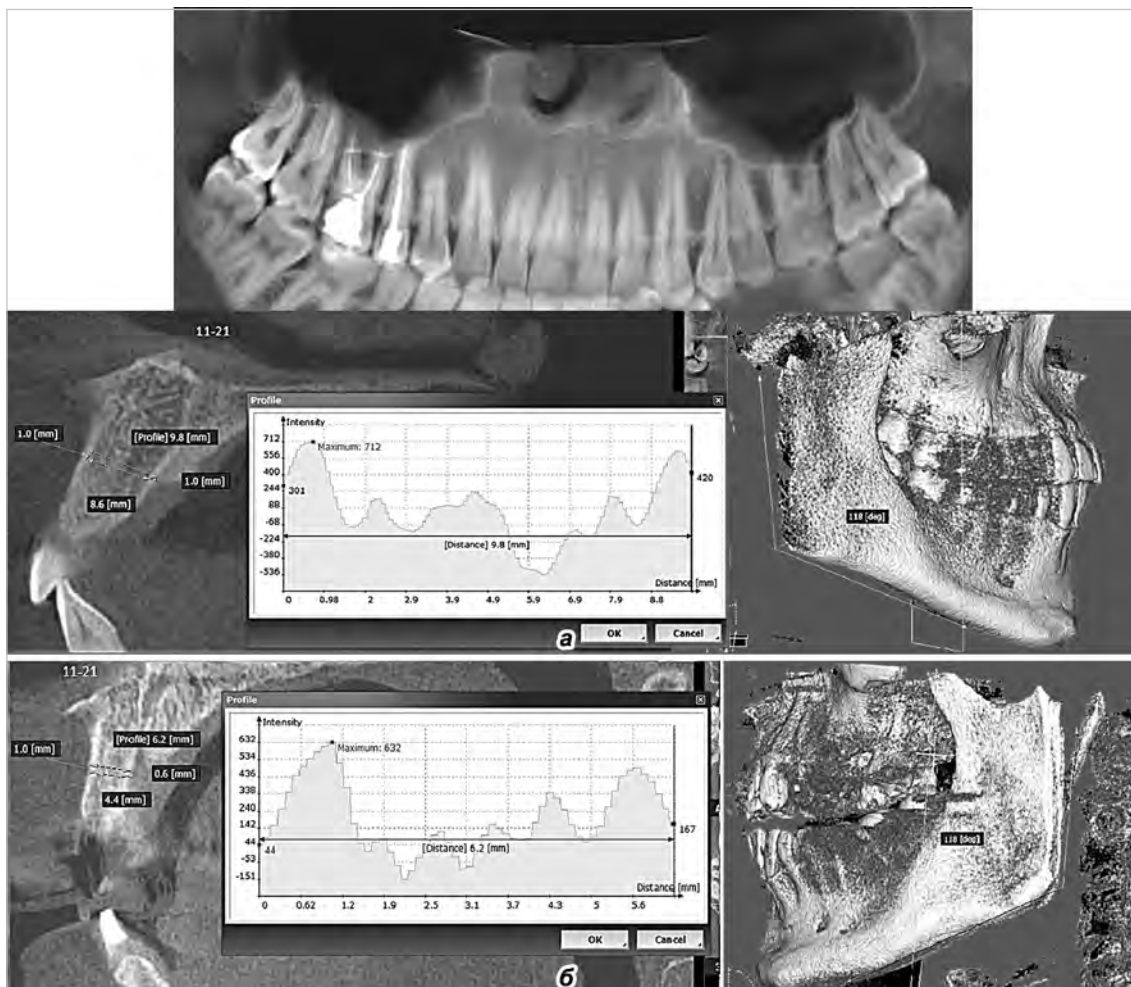 11-21
1.0 [mm]
[Profile] 9.8 [mm]
1.0 [mm]
8.6 [mm]
Profile
Intensity
712
556
400
244
88
-68
-224
-380
-536
Maximum: 712
301
420
[Distance] 9.8 [mm]
Distance [mm]
0 0.98 2 2.9 3.9 4.9 5.9 6.9 7.9 8.8
OK Cancel
а
118 [deg]
11-21
1.0 [mm]
[Profile] 6.2 [mm]
0.6 [mm]
4.4 [mm]
Profile
Intensity
632
534
436
338
240
142
44
-53
-151
Maximum: 632
44
167
[Distance] 6.2 [mm]
Distance [mm]
0 0.62 1.2 1.9 2.5 3.1 3.7 4.3 5 5.6
OK Cancel
б
118 [deg]